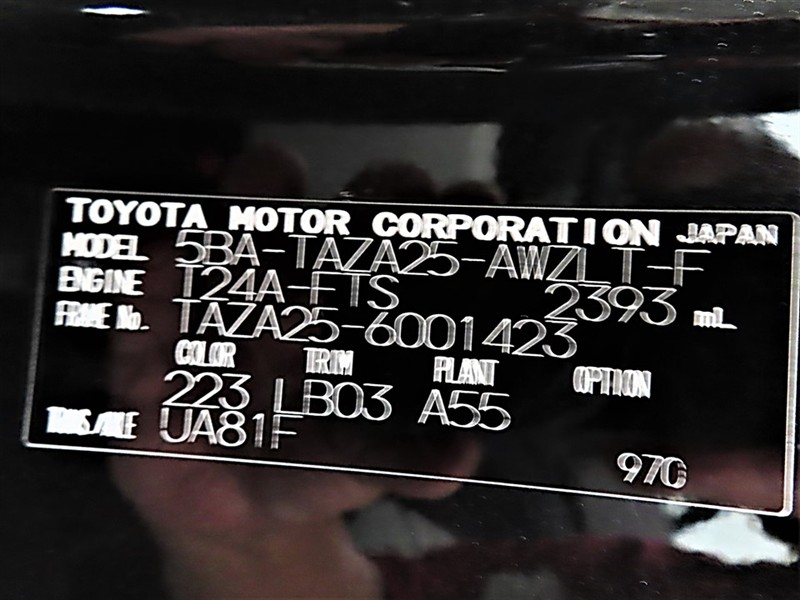 TOYOTA MOTOR CORPORATION JAPAN
MODEL 5BA-TAZA25-AWZLT-F
ENGINE T24A-FTS 2393 mL
FRAME No. TAZA25-6001423
COLOR TRIM PLANT OPTION
223 LB03 A55
TRANS/AXLE UA81F
970